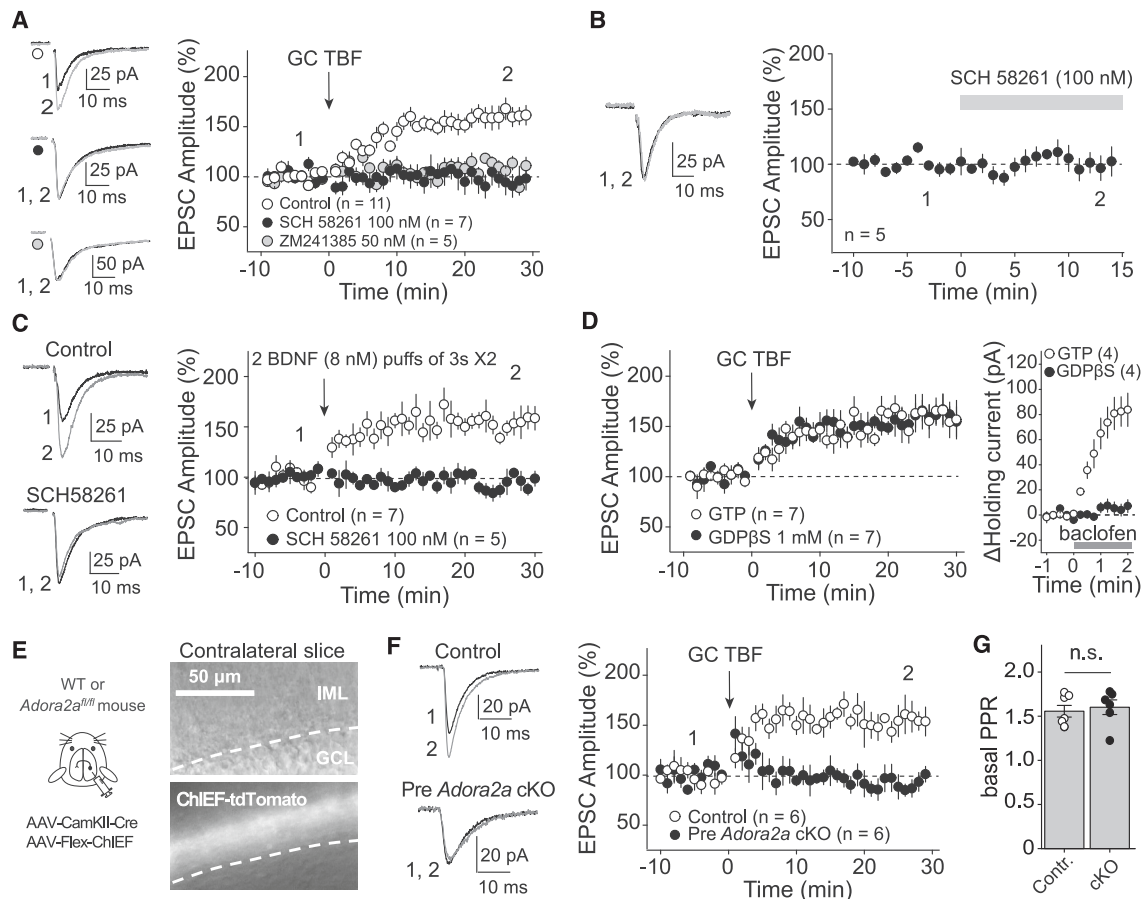 A
1
2
25 pA
10 ms
1, 2
25 pA
10 ms
1, 2
50 pA
10 ms
EPSC Amplitude (%)
200
150
100
50
GC TBF
1
2
Control (n = 11)
SCH 58261 100 nM (n = 7)
ZM241385 50 nM (n = 5)
-10 0 10 20 30
Time (min)
B
1, 2
25 pA
10 ms
EPSC Amplitude (%)
200
150
100
50
SCH 58261 (100 nM)
1
2
n = 5
-10 -5 0 5 10 15
Time (min)
C
Control
1
2
25 pA
10 ms
SCH58261
1, 2
25 pA
10 ms
EPSC Amplitude (%)
200
150
100
50
2 BDNF (8 nM) puffs of 3s X2
1
2
Control (n = 7)
SCH 58261 100 nM (n = 5)
-10 0 10 20 30
Time (min)
D
EPSC Amplitude (%)
200
150
100
50
GC TBF
GTP (n = 7)
GDPβS 1 mM (n = 7)
-10 0 10 20 30
Time (min)
ΔHolding current (pA)
120
100
80
60
40
20
0
-20
GTP (4)
GDPβS (4)
baclofen
-1 0 1 2
Time (min)
E
WT or
Adora2afl/fl mouse
AAV-CamKII-Cre
AAV-Flex-ChIEF
Contralateral slice
50 μm
IML
GCL
ChIEF-tdTomato
F
Control
1
2
20 pA
10 ms
Pre Adora2a cKO
1, 2
20 pA
10 ms
EPSC Amplitude (%)
200
150
100
50
GC TBF
1
2
Control (n = 6)
Pre Adora2a cKO (n = 6)
-10 0 10 20 30
Time (min)
G
n.s.
basal PPR
2.0
1.5
1.0
0.5
0
Contr.
cKO